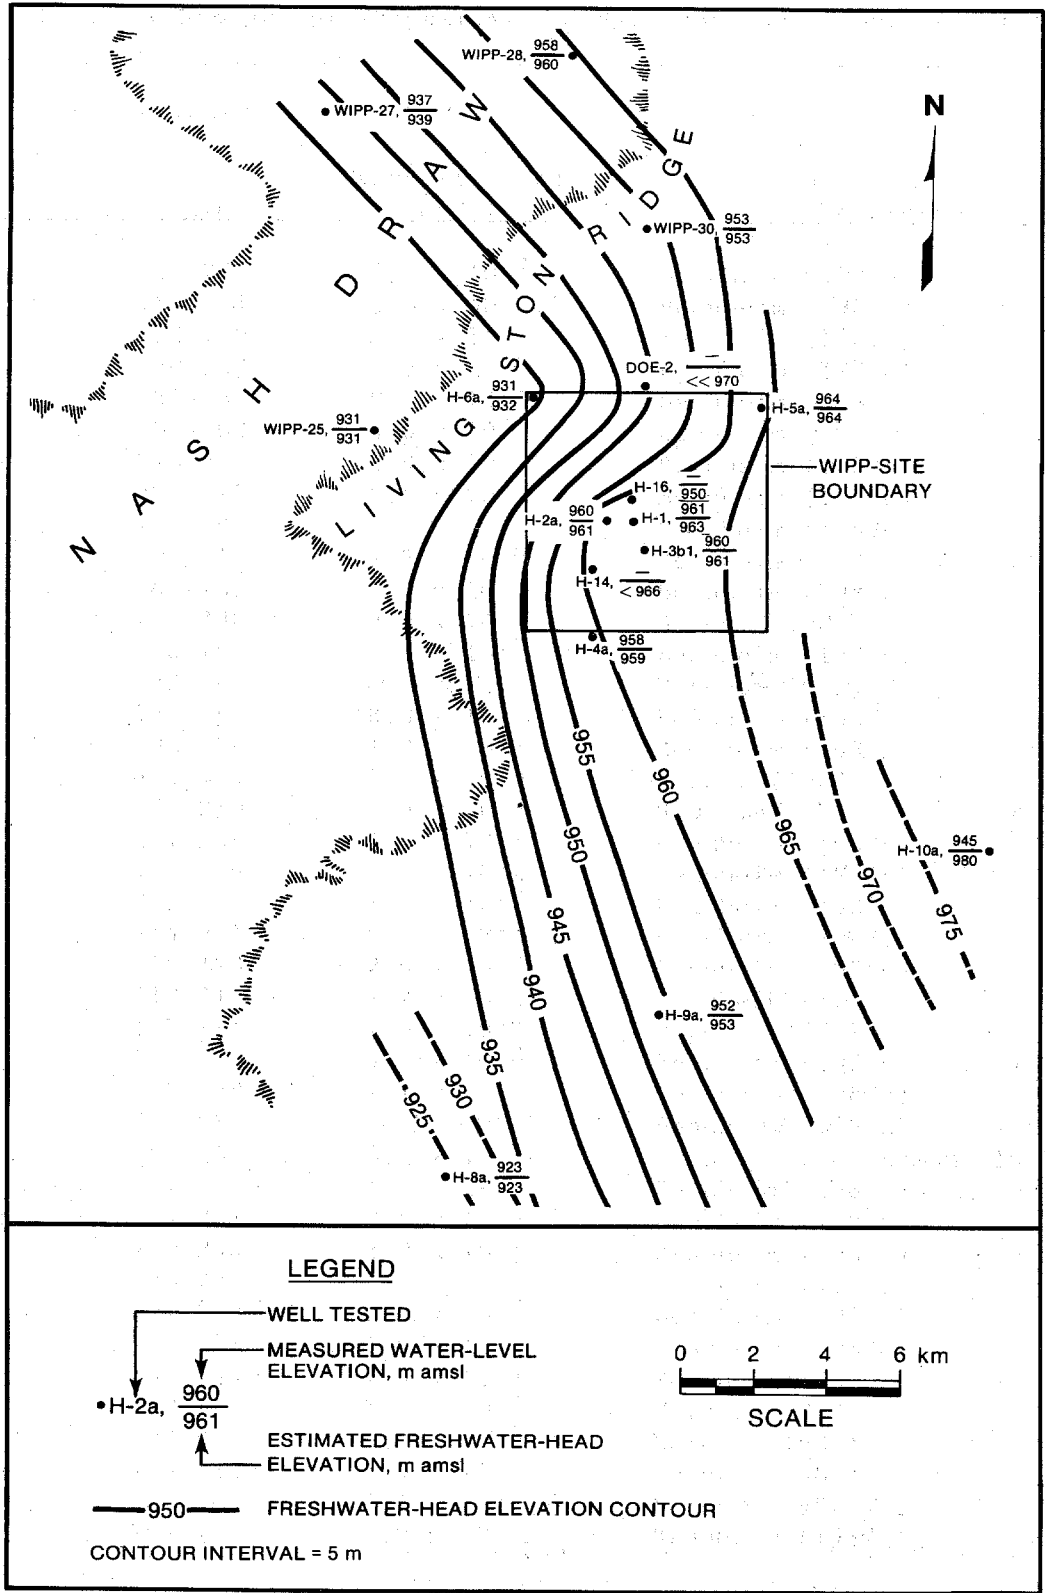 WIPP-28, 958
960
WIPP-27, 937
939
N
WIPP-30, 953
953
NASH DRAW
LIVINGSTON RIDGE
DOE-2, —
<< 970
H-6a, 931
932
H-5a, 964
964
WIPP-25, 931
931
WIPP-SITE
BOUNDARY
H-16, —
950
H-2a, 960
961
H-1, 961
963
H-3b1, 960
961
H-14, —
< 966
H-4a, 958
959
955
960
965
950
H-10a, 945
980
970
975
945
940
H-9a, 952
953
935
930
925
H-8a, 923
923
LEGEND
WELL TESTED
MEASURED WATER-LEVEL
ELEVATION, m amsl
H-2a, 960
961
ESTIMATED FRESHWATER-HEAD
ELEVATION, m amsl
950 FRESHWATER-HEAD ELEVATION CONTOUR
CONTOUR INTERVAL = 5 m
0 2 4 6 km
SCALE